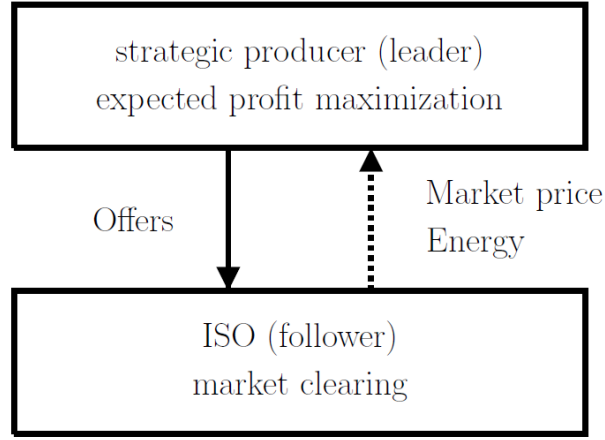 strategic producer (leader)
expected profit maximization
Offers
Market price
Energy
ISO (follower)
market clearing